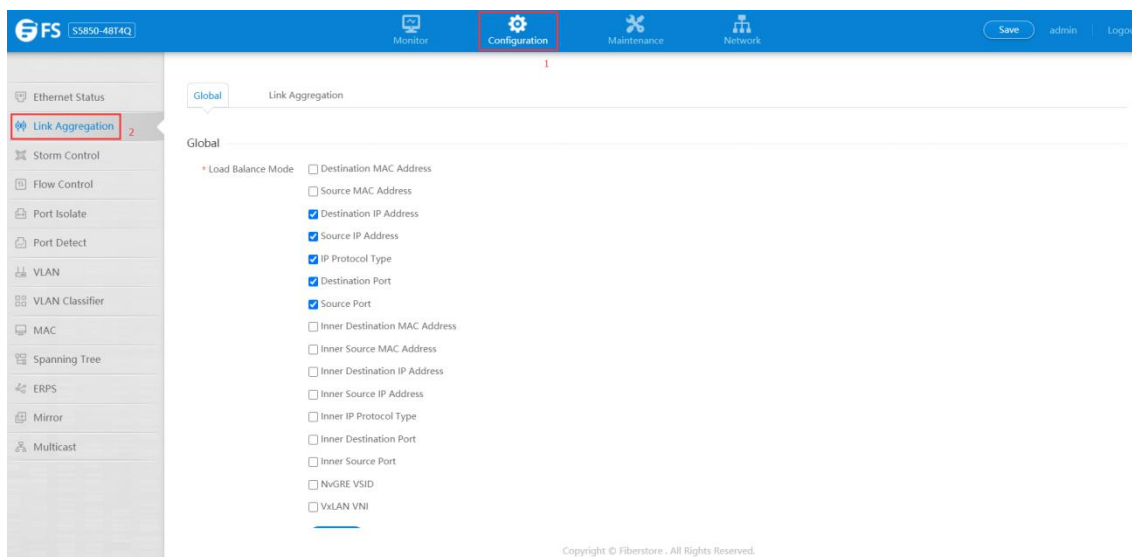 FS S5850-48T4Q
Monitor
Configuration
Maintenance
Network
Save
admin
1
Ethernet Status
Link Aggregation
2
Storm Control
Flow Control
Port Isolate
Port Detect
VLAN
VLAN Classifier
MAC
Spanning Tree
ERPS
Mirror
Multicast
Global
Link Aggregation
Global
* Load Balance Mode
Destination MAC Address
Source MAC Address
Destination IP Address
Source IP Address
IP Protocol Type
Destination Port
Source Port
Inner Destination MAC Address
Inner Source MAC Address
Inner Destination IP Address
Inner Source IP Address
Inner IP Protocol Type
Inner Destination Port
Inner Source Port
NvGRE VSID
VxLAN VNI
Copyright © Fiberstore . All Rights Reserved.